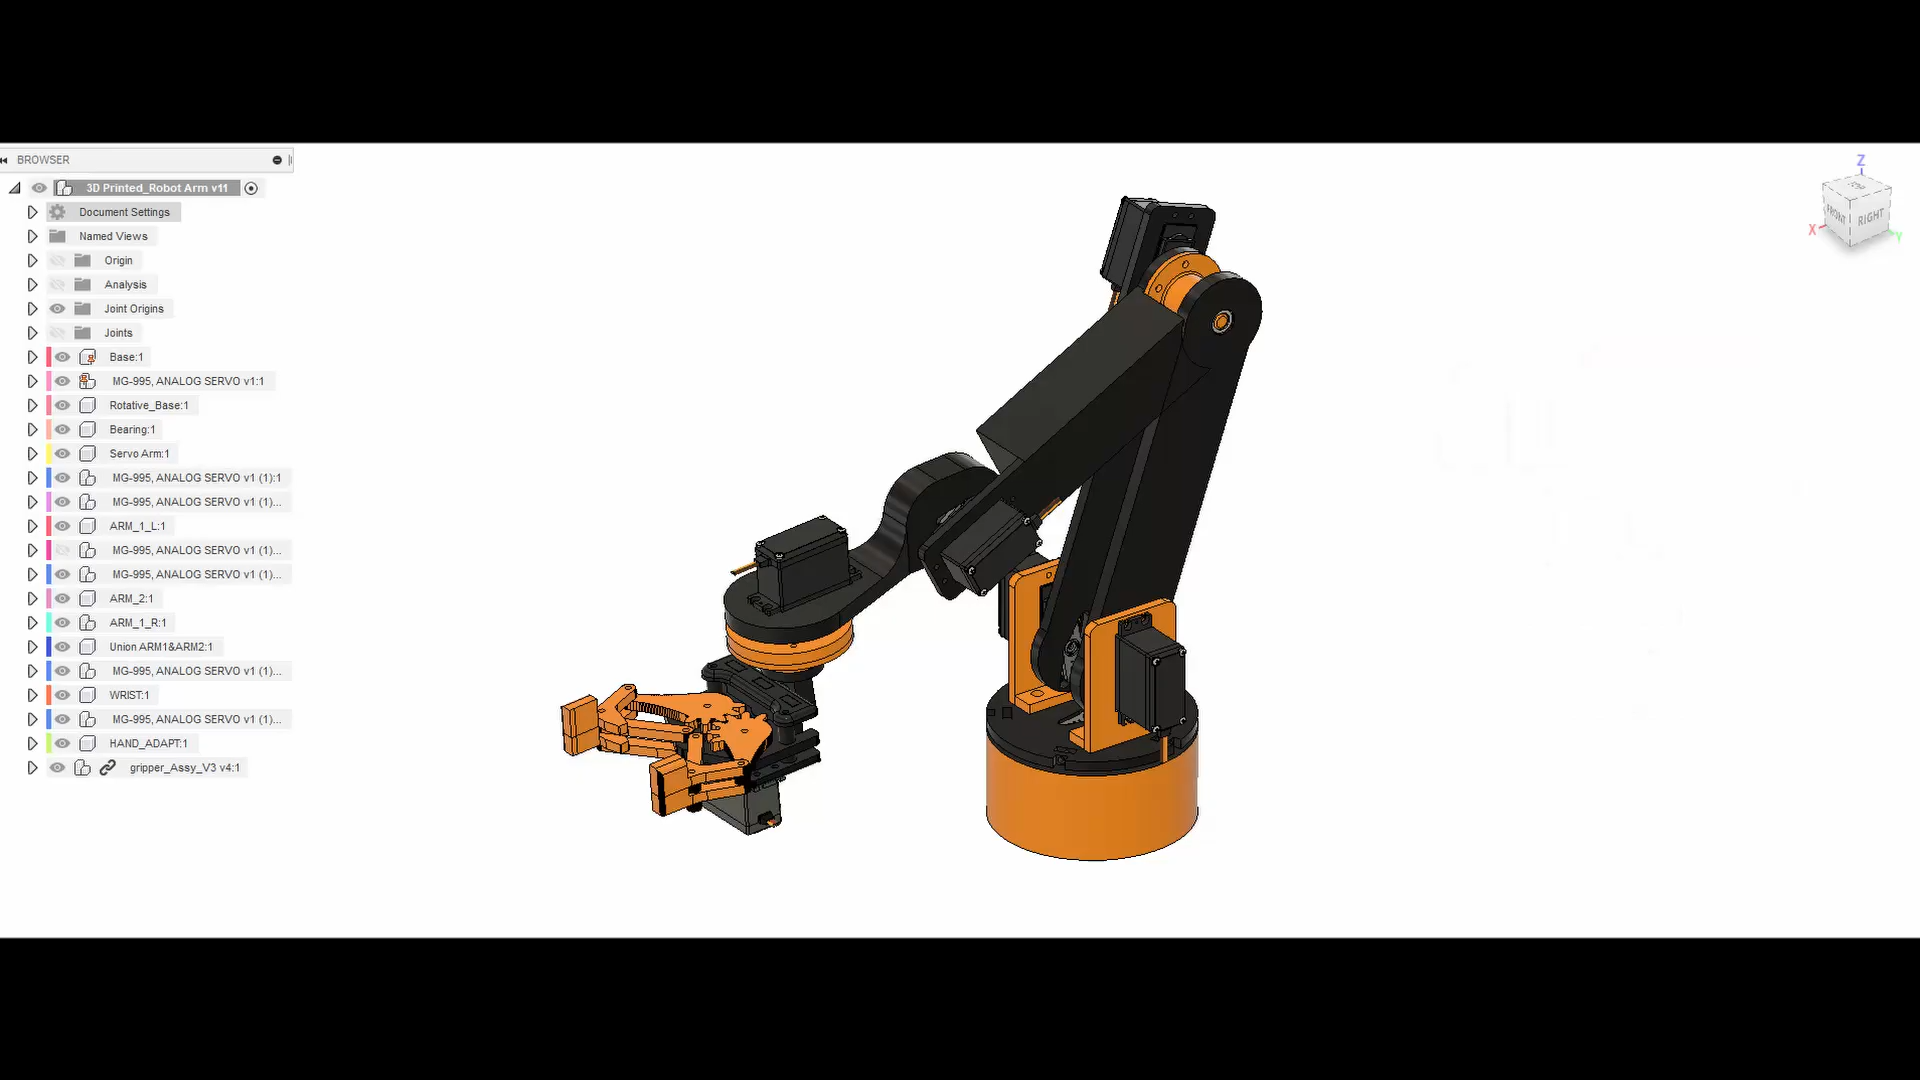 BROWSER
3D Printed_Robot Arm v11
Document Settings
Named Views
Origin
Analysis
Joint Origins
Joints
Base:1
MG-995, ANALOG SERVO v1:1
Rotative_Base:1
Bearing:1
Servo Arm:1
MG-995, ANALOG SERVO v1 (1):1
MG-995, ANALOG SERVO v1 (1)...
ARM_1_L:1
MG-995, ANALOG SERVO v1 (1)...
MG-995, ANALOG SERVO v1 (1)...
ARM_2:1
ARM_1_R:1
Union ARM1&ARM2:1
MG-995, ANALOG SERVO v1 (1)...
WRIST:1
MG-995, ANALOG SERVO v1 (1)...
HAND_ADAPT:1
gripper_Assy_V3 v4:1
Z
TOP
FRONT
RIGHT
X
Y